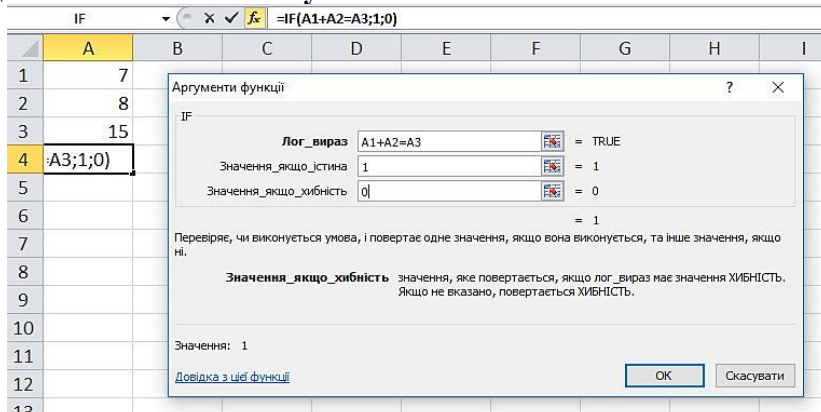 IF =IF(A1+A2=A3;1;0)
A B C D E F G H I
1 7
2 8
3 15
4 =A3;1;0)
5
6
7
8
9
10
11
12
13
Аргументи функції ? X
IF
Лог_вираз A1+A2=A3 = TRUE
Значення_якщо_істина 1 = 1
Значення_якщо_хибність 0 = 0
= 1
Перевіряє, чи виконується умова, і повертає одне значення, якщо вона виконується, та інше значення, якщо
ні.
Значення_якщо_хибність значення, яке повертається, якщо лог_вираз має значення ХИБНІСТЬ.
Якщо не вказано, повертається ХИБНІСТЬ.
Значення: 1
Довідка з цієї функції OK Скасувати